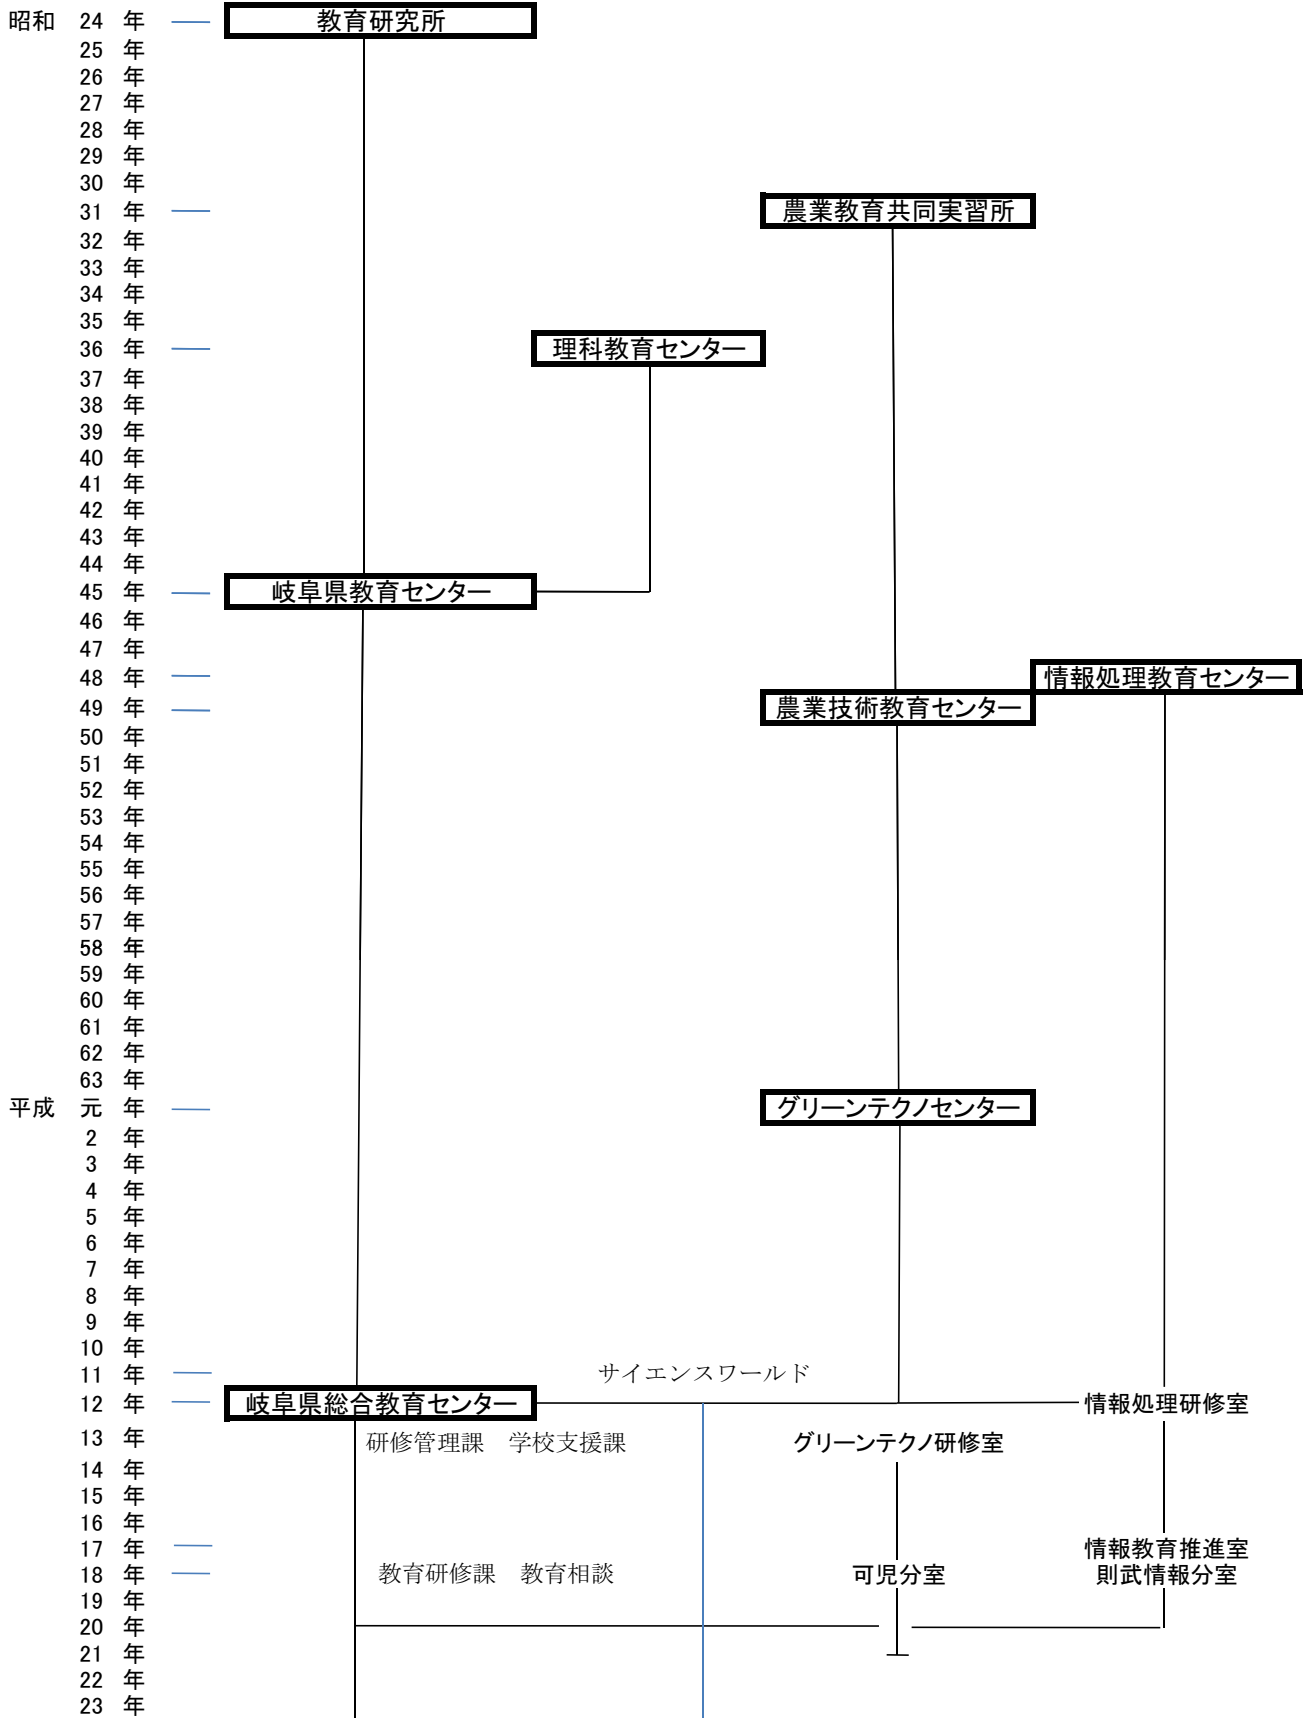 昭和 24 年 教育研究所
25 年
26 年
27 年
28 年
29 年
30 年
31 年 農業教育共同実習所
32 年
33 年
34 年
35 年
36 年 理科教育センター
37 年
38 年
39 年
40 年
41 年
42 年
43 年
44 年
45 年 岐阜県教育センター
46 年
47 年
48 年 情報処理教育センター
49 年 農業技術教育センター
50 年
51 年
52 年
53 年
54 年
55 年
56 年
57 年
58 年
59 年
60 年
61 年
62 年
63 年
平成 元 年 グリーンテクノセンター
2 年
3 年
4 年
5 年
6 年
7 年
8 年
9 年
10 年
11 年 サイエンスワールド
12 年 岐阜県総合教育センター 情報処理研修室
13 年 研修管理課 学校支援課 グリーンテクノ研修室
14 年
15 年
16 年
17 年 情報教育推進室
18 年 教育研修課 教育相談 可児分室 則武情報分室
19 年
20 年
21 年
22 年
23 年